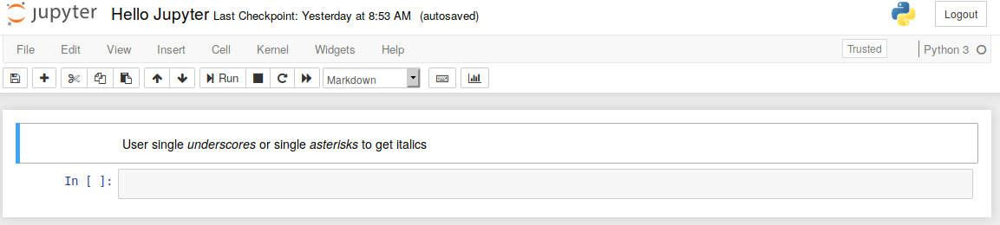 jupyter Hello Jupyter Last Checkpoint: Yesterday at 8:53 AM (autosaved) Logout
File Edit View Insert Cell Kernel Widgets Help Trusted Python 3
Run Markdown
User single underscores or single asterisks to get italics
In [ ]: